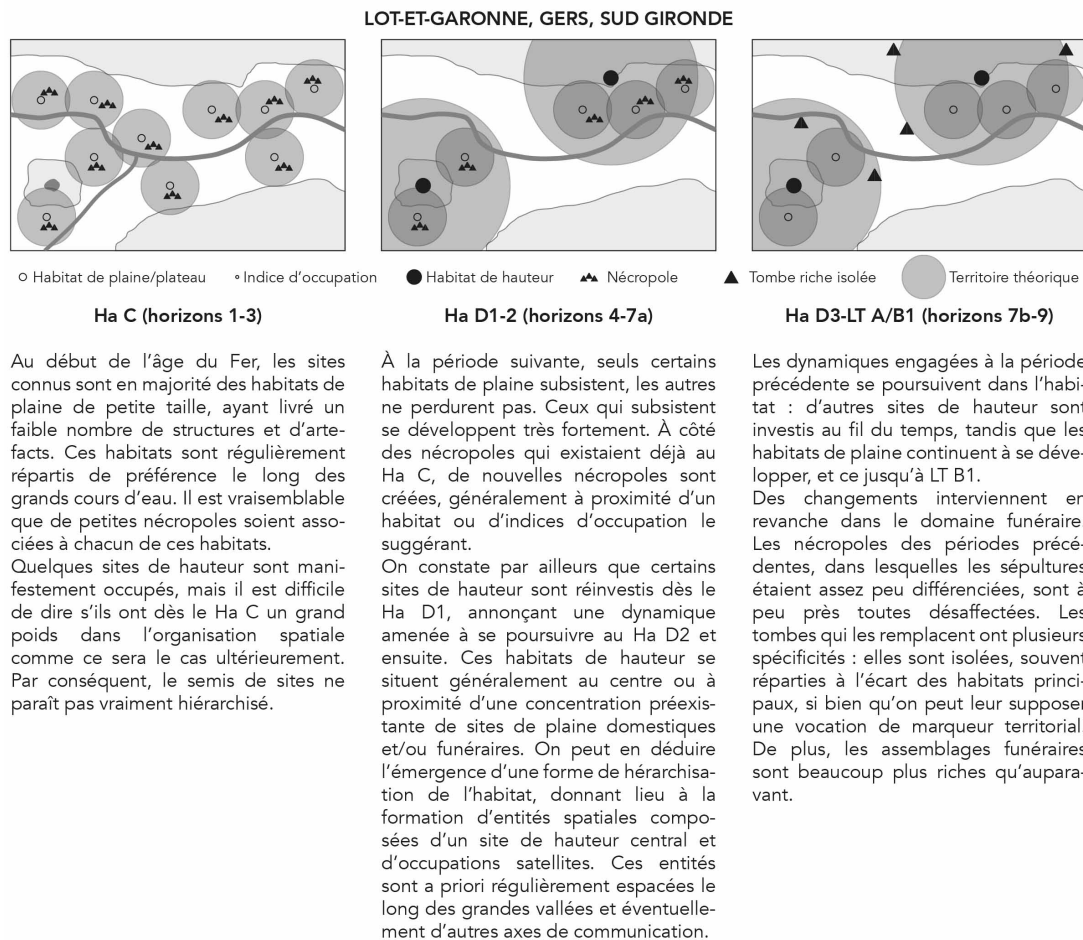 LOT-ET-GARONNE, GERS, SUD GIRONDE
Habitat de plaine/plateau
Indice d'occupation
Habitat de hauteur
Nécropole
Tombe riche isolée
Territoire théorique
Ha C (horizons 1-3)
Au début de l'âge du Fer, les sites
connus sont en majorité des habitats de
plaine de petite taille, ayant livré un
faible nombre de structures et d'arte-
facts. Ces habitats sont régulièrement
répartis de préférence le long des
grands cours d'eau. Il est vraisemblable
que de petites nécropoles soient asso-
ciées à chacun de ces habitats.
Quelques sites de hauteur sont mani-
festement occupés, mais il est difficile
de dire s'ils ont dès le Ha C un grand
poids dans l'organisation spatiale
comme ce sera le cas ultérieurement.
Par conséquent, le semis de sites ne
paraît pas vraiment hiérarchisé.
Ha D1-2 (horizons 4-7a)
À la période suivante, seuls certains
habitats de plaine subsistent, les autres
ne perdurent pas. Ceux qui subsistent
se développent très fortement. À côté
des nécropoles qui existaient déjà au
Ha C, de nouvelles nécropoles sont
créées, généralement à proximité d'un
habitat ou d'indices d'occupation le
suggérant.
On constate par ailleurs que certains
sites de hauteur sont réinvestis dès le
Ha D1, annonçant une dynamique
amenée à se poursuivre au Ha D2 et
ensuite. Ces habitats de hauteur se
situent généralement au centre ou à
proximité d'une concentration préexis-
tante de sites de plaine domestiques
et/ou funéraires. On peut en déduire
l'émergence d'une forme de hérarchisa-
tion de l'habitat, donnant lieu à la
formation d'entités spatiales compo-
sées d'un site de hauteur central et
d'occupations satellites. Ces entités
sont a priori régulièrement espacées le
long des grandes vallées et éventuelle-
ment d'autres axes de communication.
Ha D3-LT A/B1 (horizons 7b-9)
Les dynamiques engagées à la période
précédente se poursuivent dans l'habi-
tat : d'autres sites de hauteur sont
investis au fil du temps, tandis que les
habitats de plaine continuent à se déve-
lopper, et ce jusqu'à LT B1.
Des changements interviennent en
revanche dans le domaine funéraire.
Les nécropoles des périodes précé-
dentes, dans lesquelles les sépultures
étaient assez peu différenciées, sont à
peu près toutes désaffectées. Les
tombes qui les remplacent ont plusieurs
spécificités : elles sont isolées, souvent
réparties à l'écart des habitats princi-
paux, si bien qu'on peut leur supposer
une vocation de marqueur territorial.
De plus, les assemblages funéraires
sont beaucoup plus riches qu'aupara-
vant.